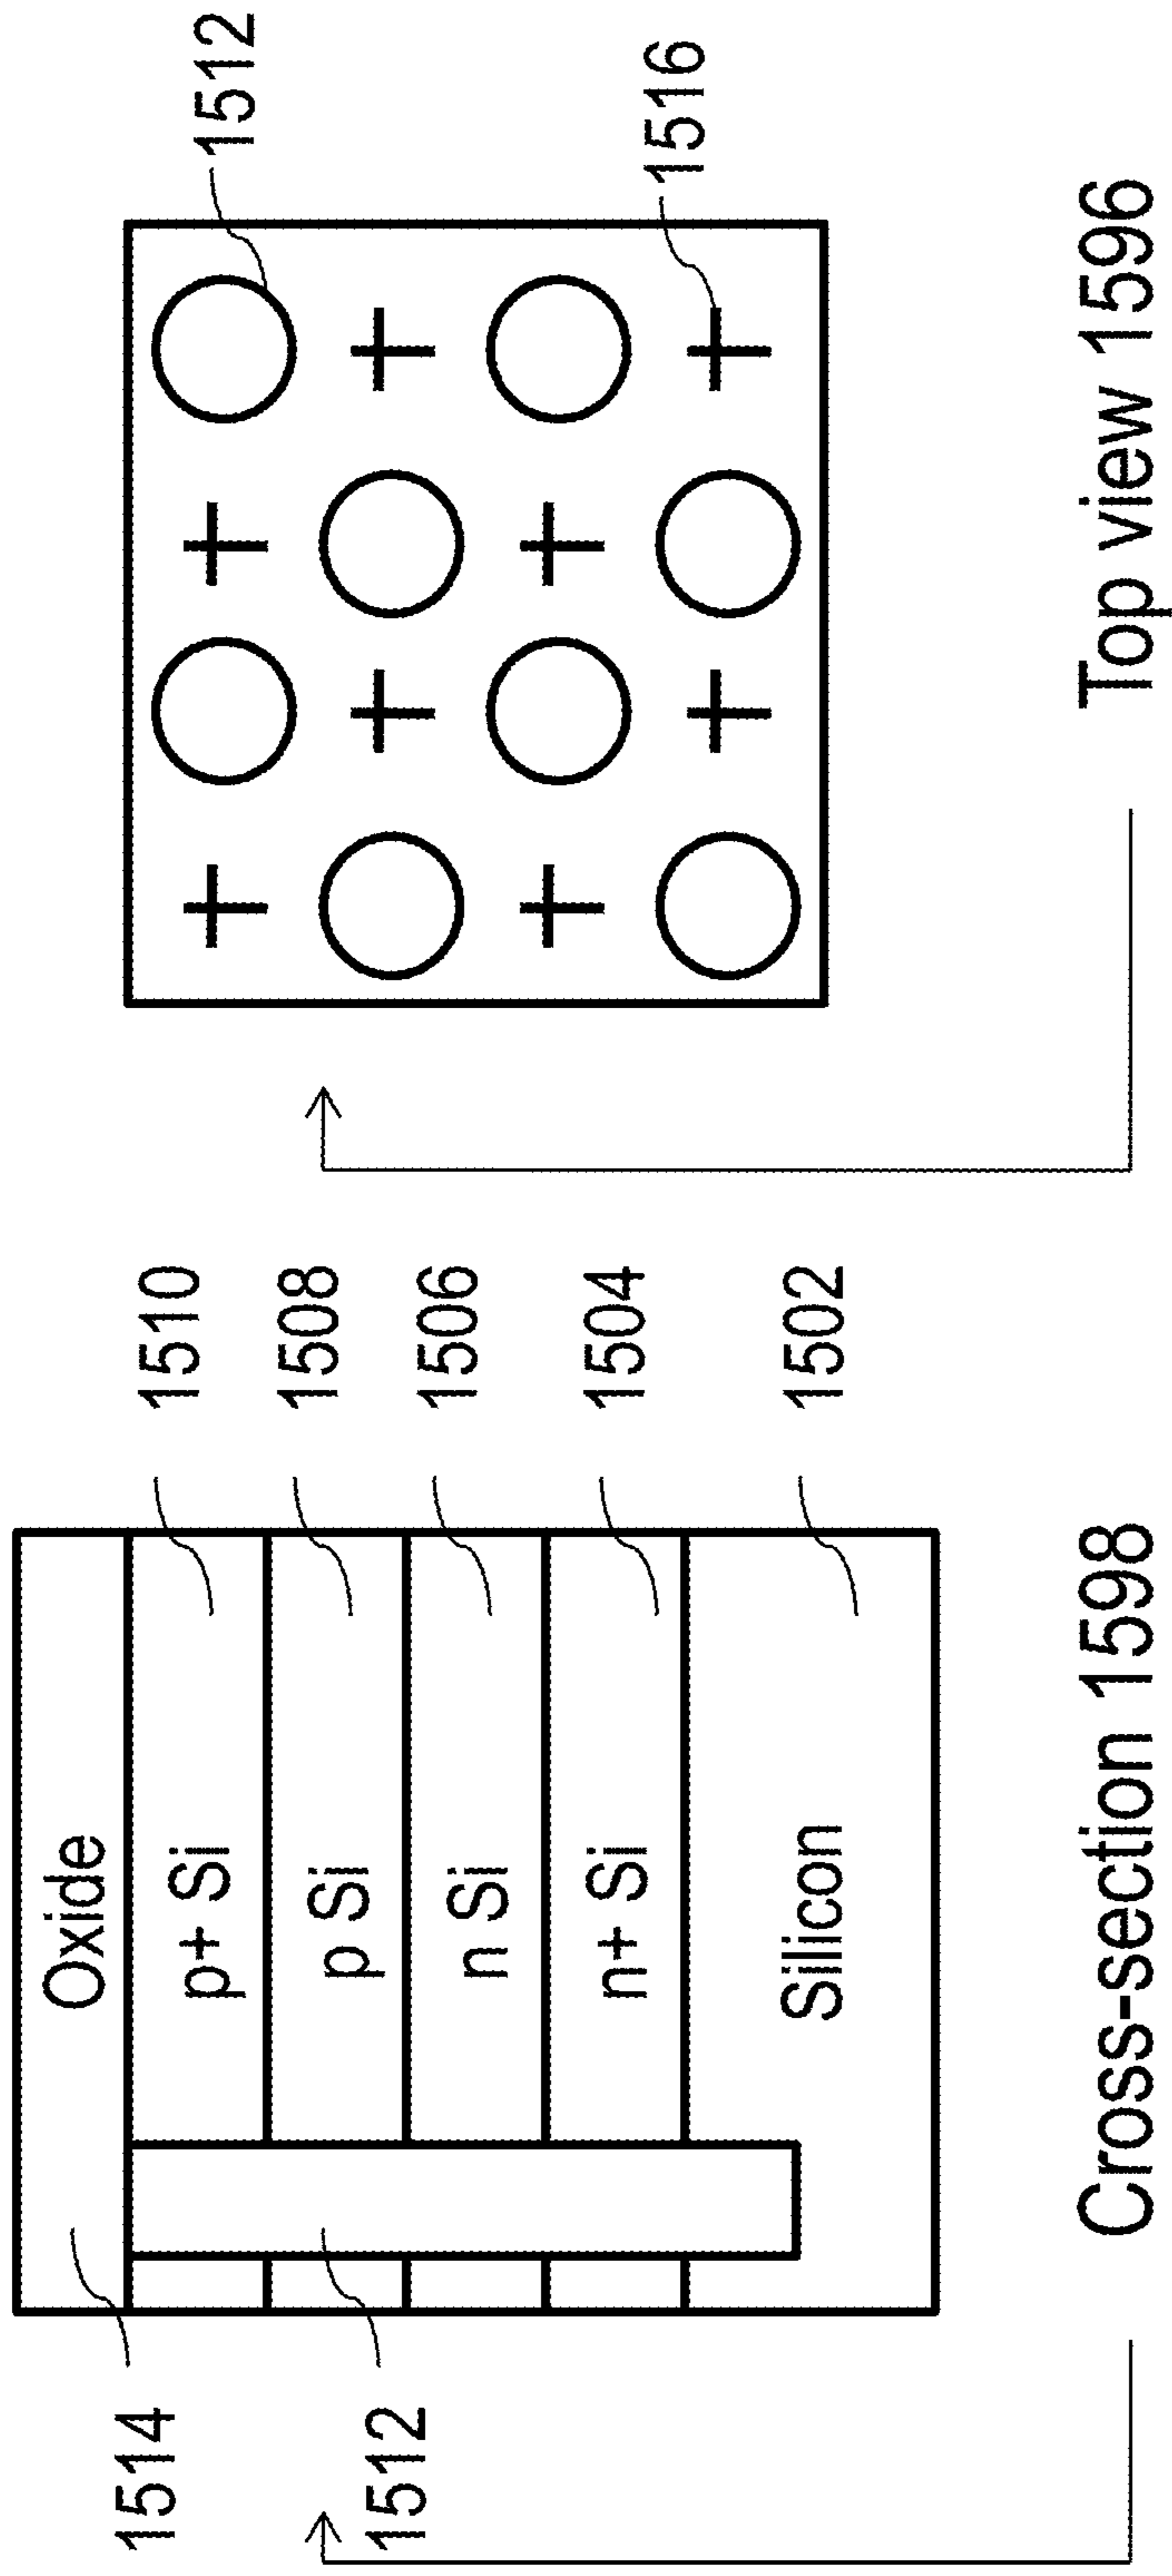 Oxide
p+ Si
p Si
n Si
n+ Si
Silicon
1514
1512
1510
1508
1506
1504
1502
Cross-section 1598
1512
1516
Top view 1596